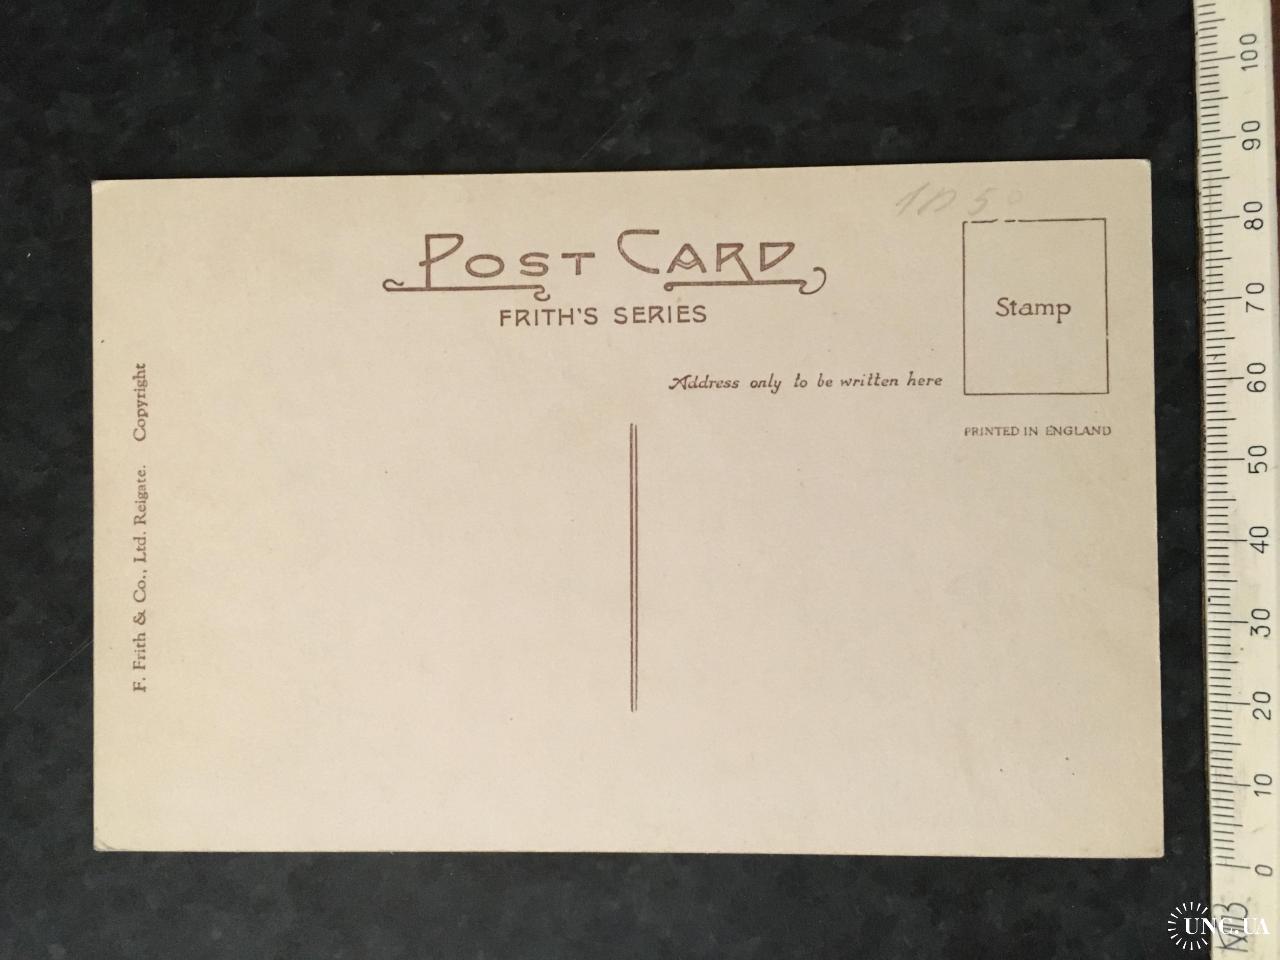 POST CARD
FRITH'S SERIES
Stamp
Address only to be written here
PRINTED IN ENGLAND
F. Frith & Co., Ltd. Reigate. Copyright
100
90
80
70
60
50
40
30
20
10
0
UNC.UA